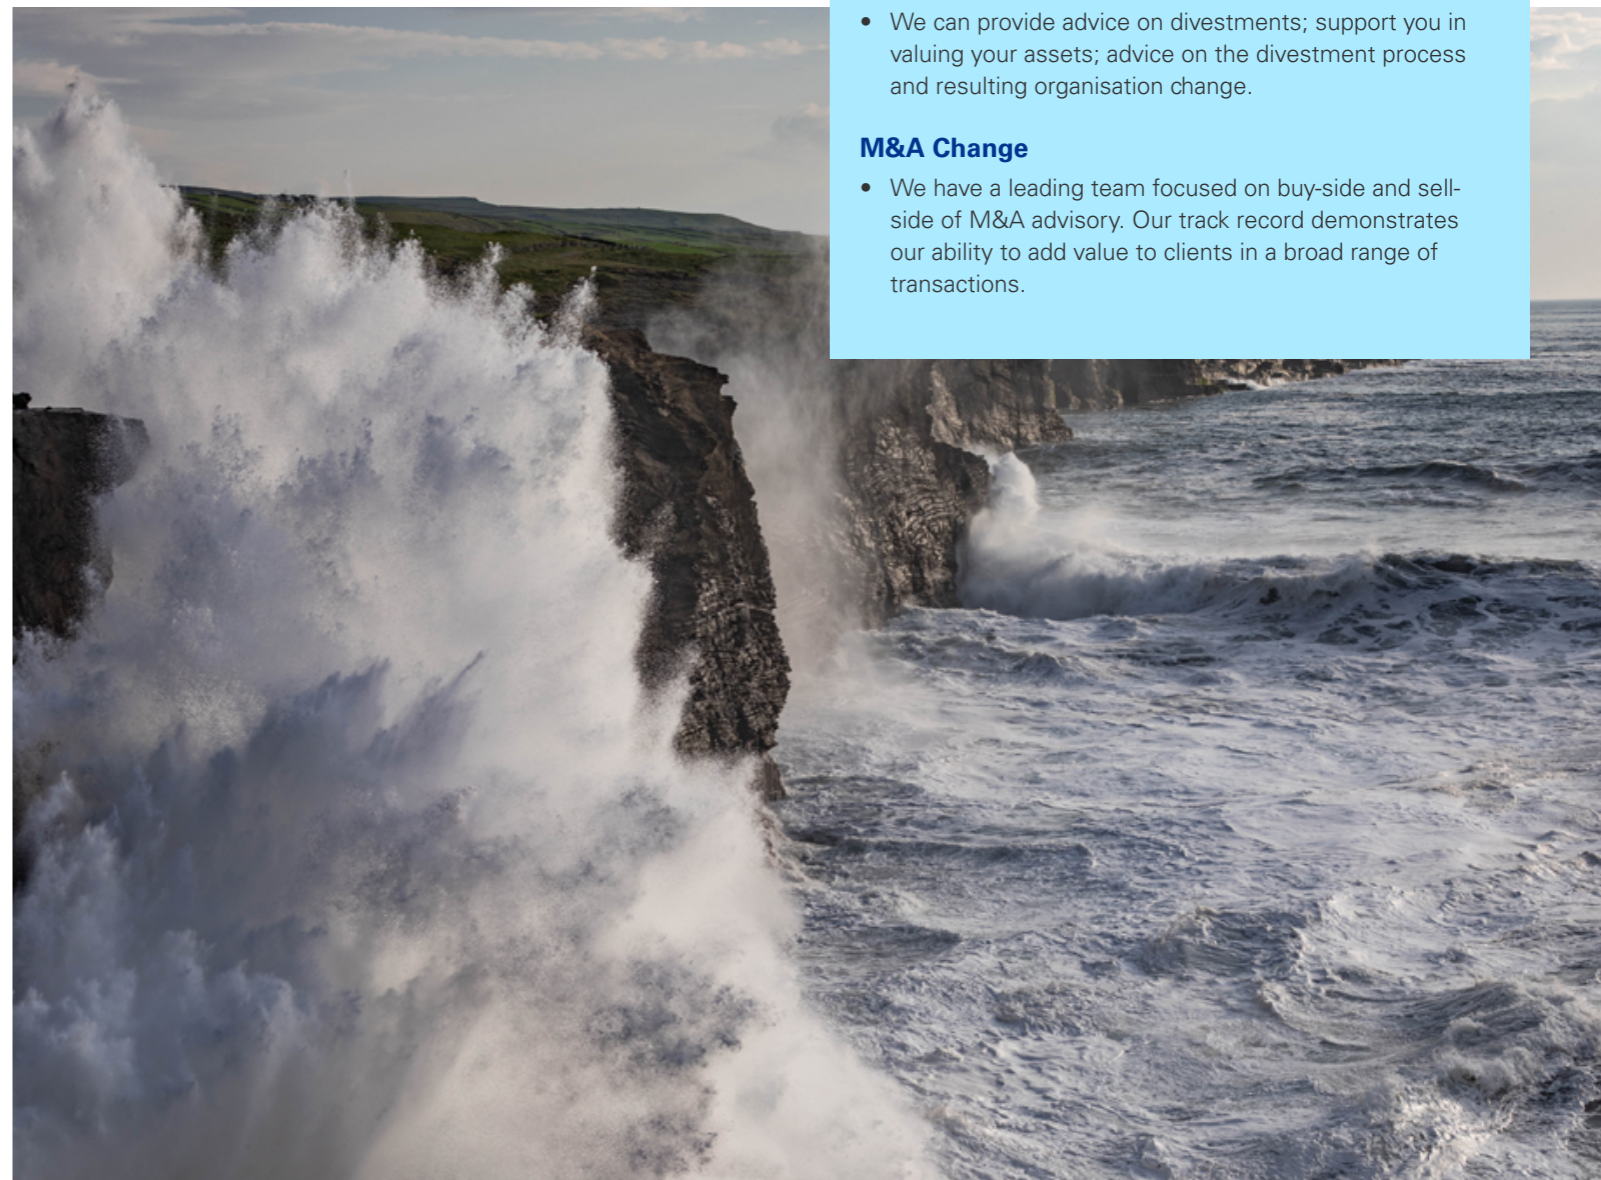 • We can provide advice on divestments; support you in
valuing your assets; advice on the divestment process
and resulting organisation change.
M&A Change
• We have a leading team focused on buy-side and sell-
side of M&A advisory. Our track record demonstrates
our ability to add value to clients in a broad range of
transactions.